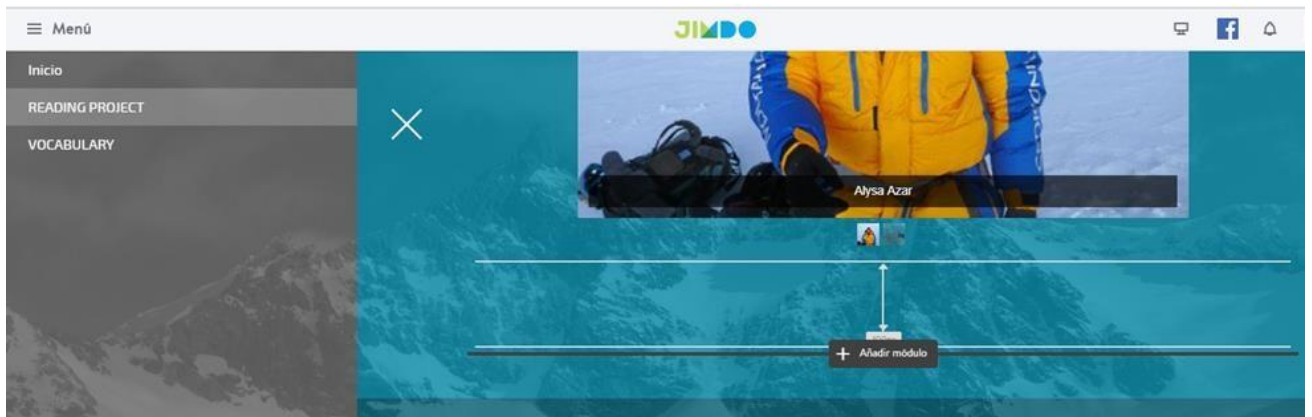 Menú
JIMDO
f
Inicio
READING PROJECT
VOCABULARY
Alysa Azar
+ Añadir módulo